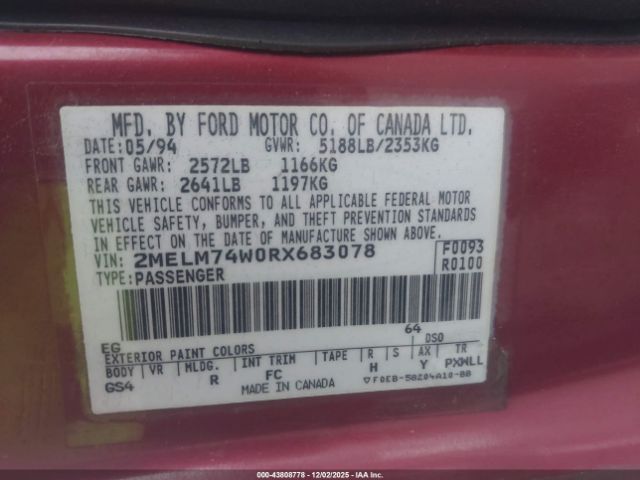 MFD. BY FORD MOTOR CO. OF CANADA LTD.
DATE: 05/94 GVWR: 5188LB/2353KG
FRONT GAWR: 2572LB 1166KG
REAR GAWR: 2641LB 1197KG
THIS VEHICLE CONFORMS TO ALL APPLICABLE FEDERAL MOTOR
VEHICLE SAFETY, BUMPER, AND THEFT PREVENTION STANDARDS
IN EFFECT ON THE DATE OF MANUFACTURE SHOWN ABOVE.
VIN: 2MELM74W0RX683078 F0093
TYPE: PASSENGER R0100
64
EG DSO
EXTERIOR PAINT COLORS
BODY VR MLDG. INT TRIM TAPE R S AX TR
GS4 R FC H Y PXWLL
MADE IN CANADA ▽F0EB-58204A10-BB
Lot: 000-43808778 • 12/02/2025 • IAA Inc.